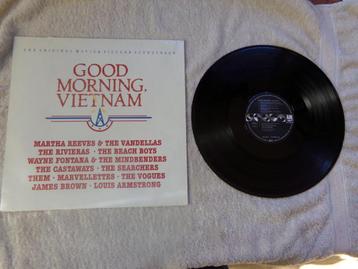 THE ORIGINAL MOTION PICTURE SOUNDTRACK
GOOD
MORNING,
VIETNAM
MARTHA REEVES & THE VANDELLAS
THE RIVIERAS · THE BEACH BOYS
WAYNE FONTANA & THE MINDBENDERS
THE CASTAWAYS · THE SEARCHERS
THEM · MARVELLETTES · THE VOGUES
JAMES BROWN · LOUIS ARMSTRONG